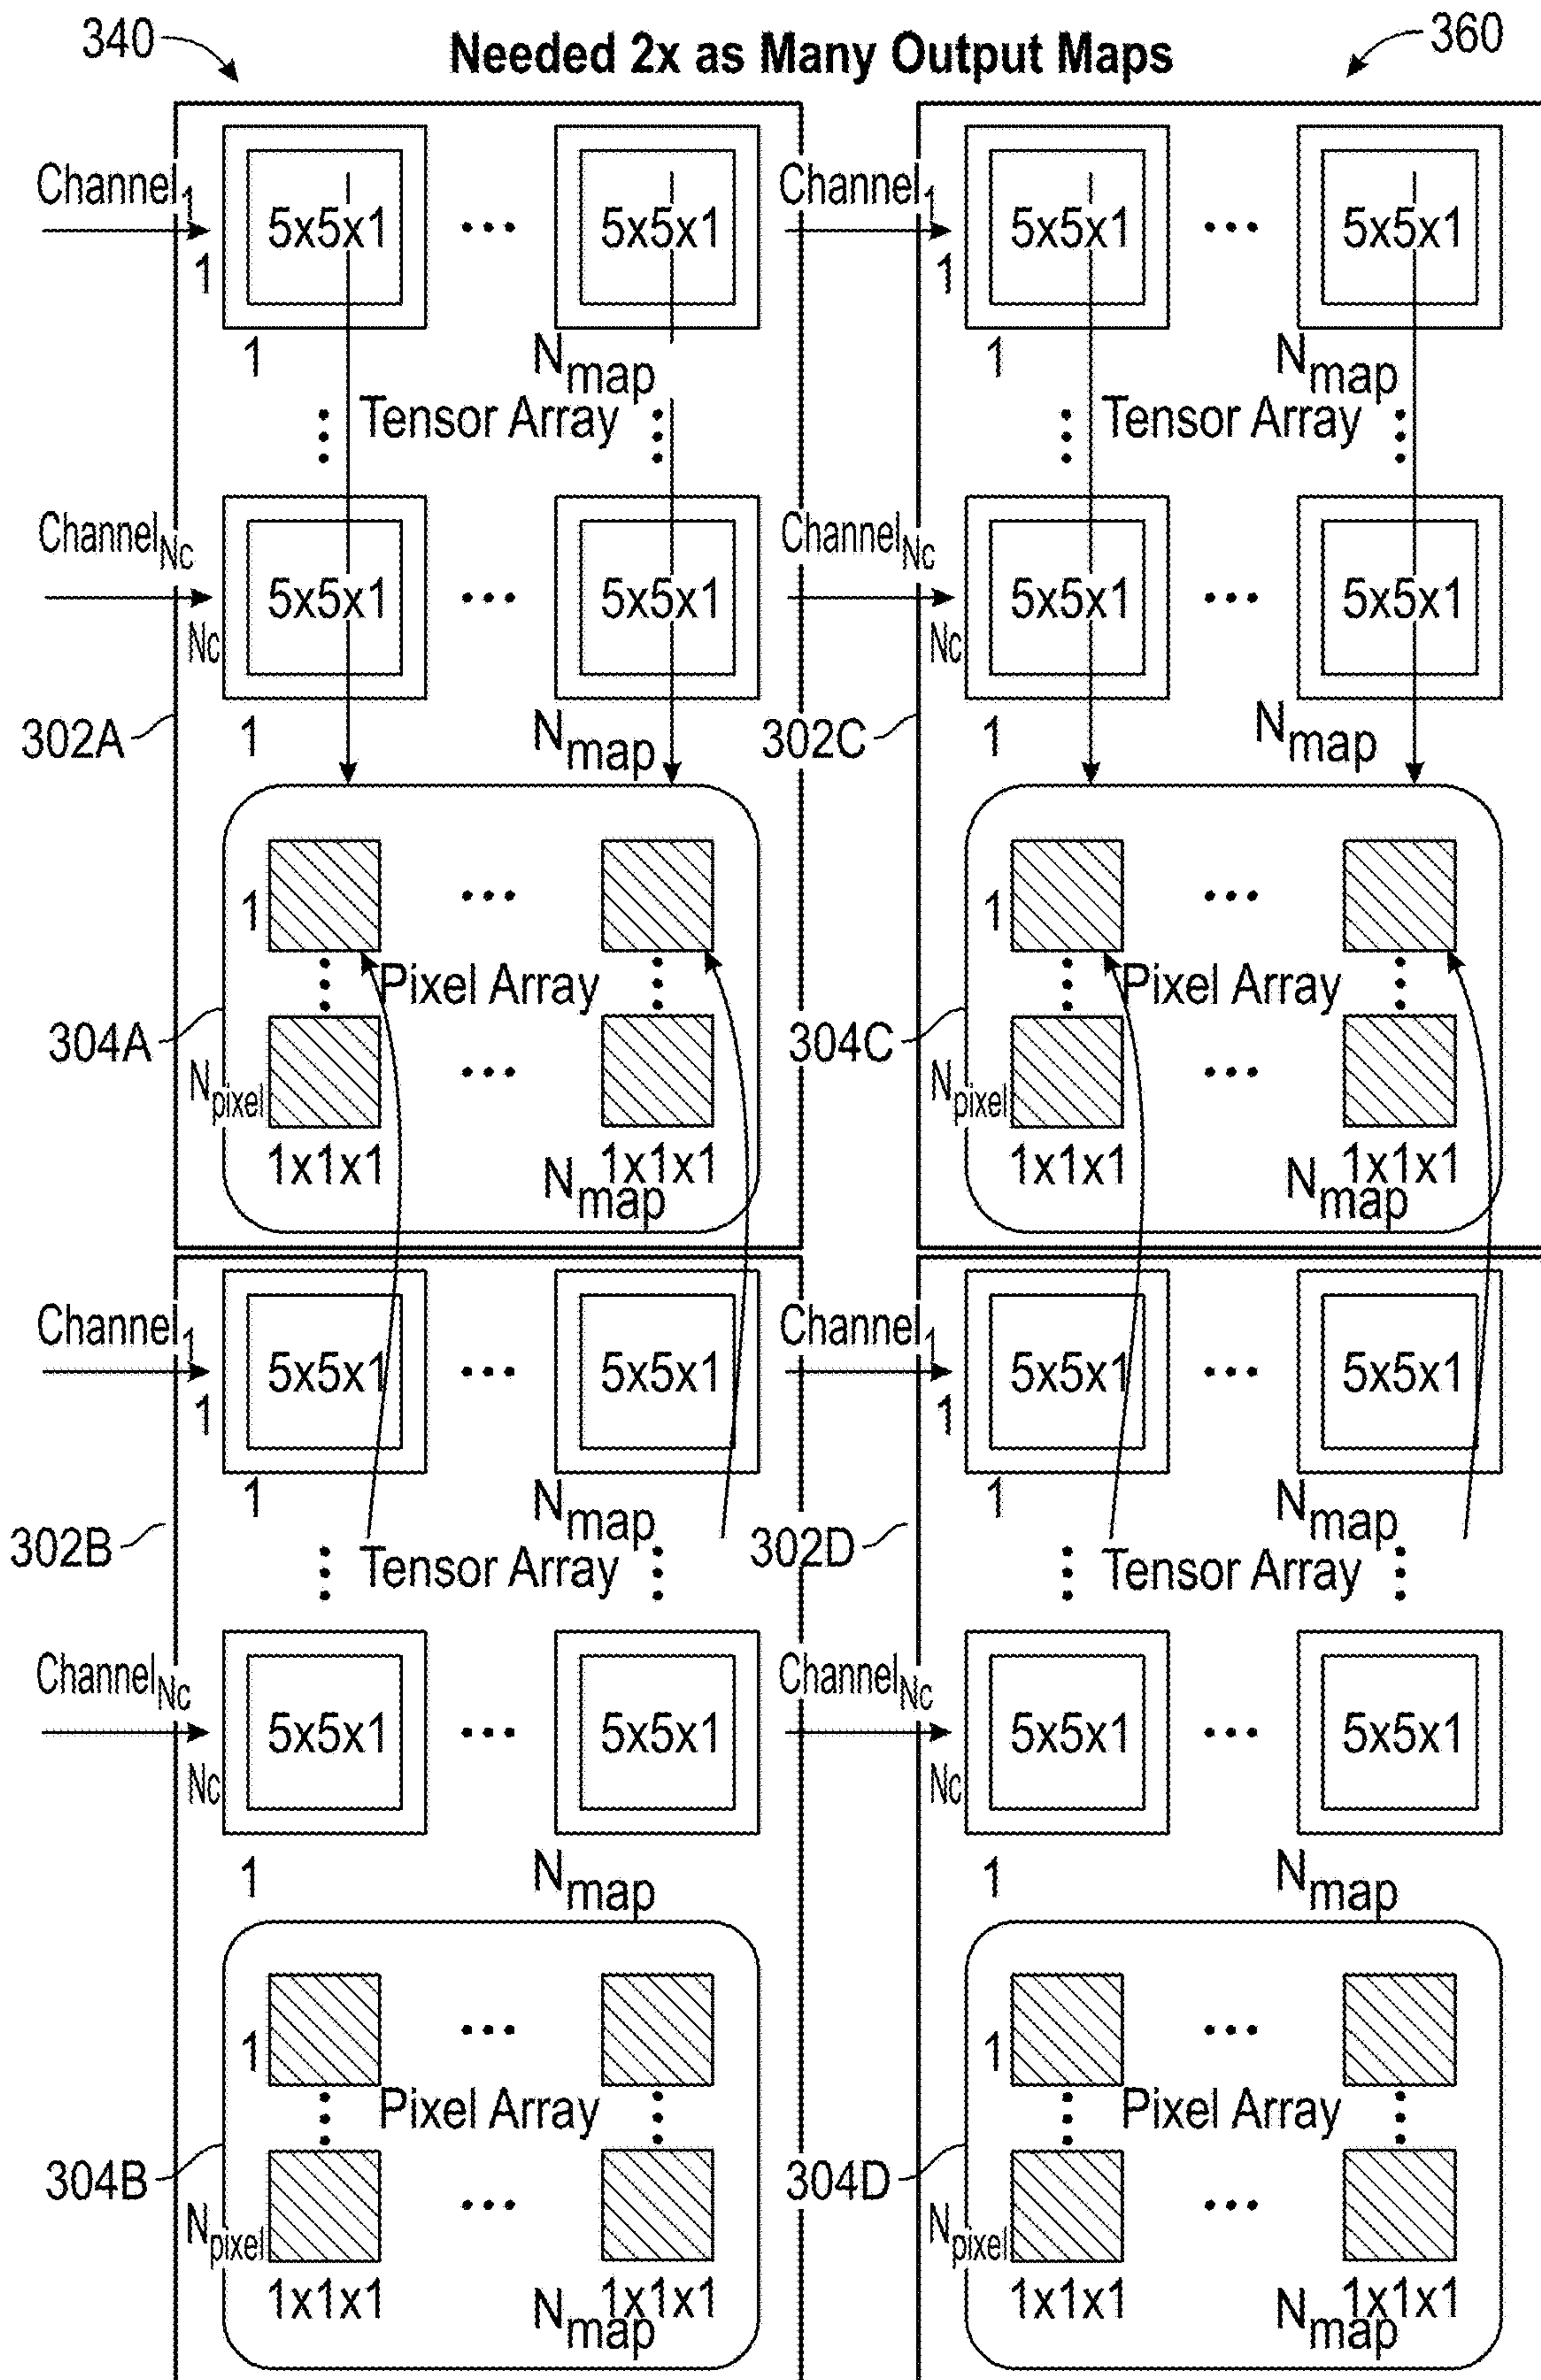 340
Needed 2x as Many Output Maps
360
Channel1
5x5x1 ... 5x5x1
Channel1
5x5x1 ... 5x5x1
1
1
1 Nmap
1 Nmap
Tensor Array
Tensor Array
ChannelNc
5x5x1 ... 5x5x1
ChannelNc
5x5x1 ... 5x5x1
Nc
Nc
302A
1 Nmap
302C
1 Nmap
1 ...
1 ...
Pixel Array
Pixel Array
304A
304C
Npixel ...
Npixel ...
1x1x1 1x1x1
1x1x1 1x1x1
Nmap
Nmap
Channel1
5x5x1 ... 5x5x1
Channel1
5x5x1 ... 5x5x1
1
1
1 Nmap
1 Nmap
302B
Tensor Array
302D
Tensor Array
ChannelNc
5x5x1 ... 5x5x1
ChannelNc
5x5x1 ... 5x5x1
Nc
Nc
1 Nmap
1 Nmap
1 ...
1 ...
Pixel Array
Pixel Array
304B
304D
Npixel ...
Npixel ...
1x1x1 1x1x1
1x1x1 1x1x1
Nmap
Nmap